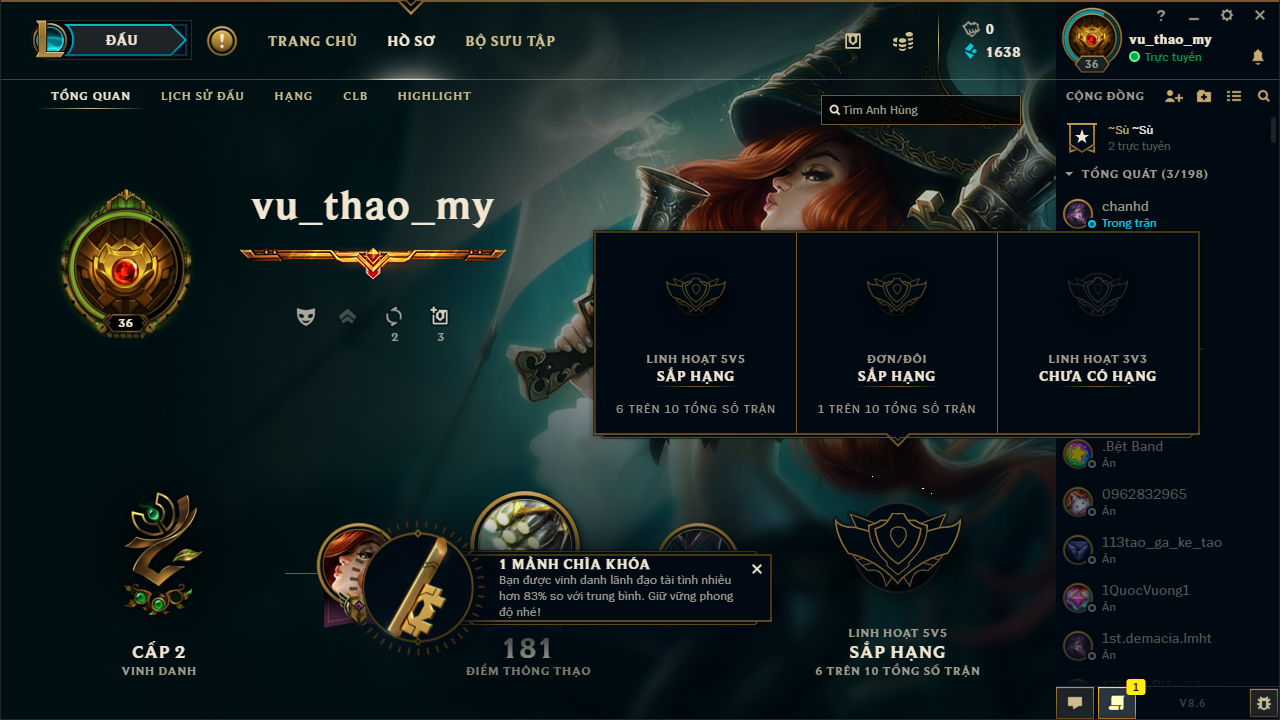 ĐẤU
TRANG CHỦ
HỒ SƠ
BỘ SƯU TẬP
0
1638
?
36
vu_thao_my
Trực tuyến
TỔNG QUAN
LỊCH SỬ ĐẤU
HẠNG
CLB
HIGHLIGHT
Tìm Anh Hùng
CỘNG ĐỒNG
~Sù ~Sù
2 trực tuyến
TỔNG QUÁT (3/198)
chanhd
Trong trận
vu_thao_my
36
2
3
LINH HOẠT 5V5
SẮP HẠNG
6 TRÊN 10 TỔNG SỐ TRẬN
ĐƠN/ĐÔI
SẮP HẠNG
1 TRÊN 10 TỔNG SỐ TRẬN
LINH HOẠT 3V3
CHƯA CÓ HẠNG
.Bệt Band
Ẩn
0962832965
Ẩn
113tao_ga_ke_tao
Ẩn
1QuocVuong1
Ẩn
1st.demacia.lmht
Ẩn
1 MẢNH CHÌA KHÓA
Bạn được vinh danh lãnh đạo tài tình nhiều
hơn 83% so với trung bình. Giữ vững phong
độ nhé!
CẤP 2
VINH DANH
181
ĐIỂM THÔNG THẠO
LINH HOẠT 5V5
SẮP HẠNG
6 TRÊN 10 TỔNG SỐ TRẬN
1
V8.6